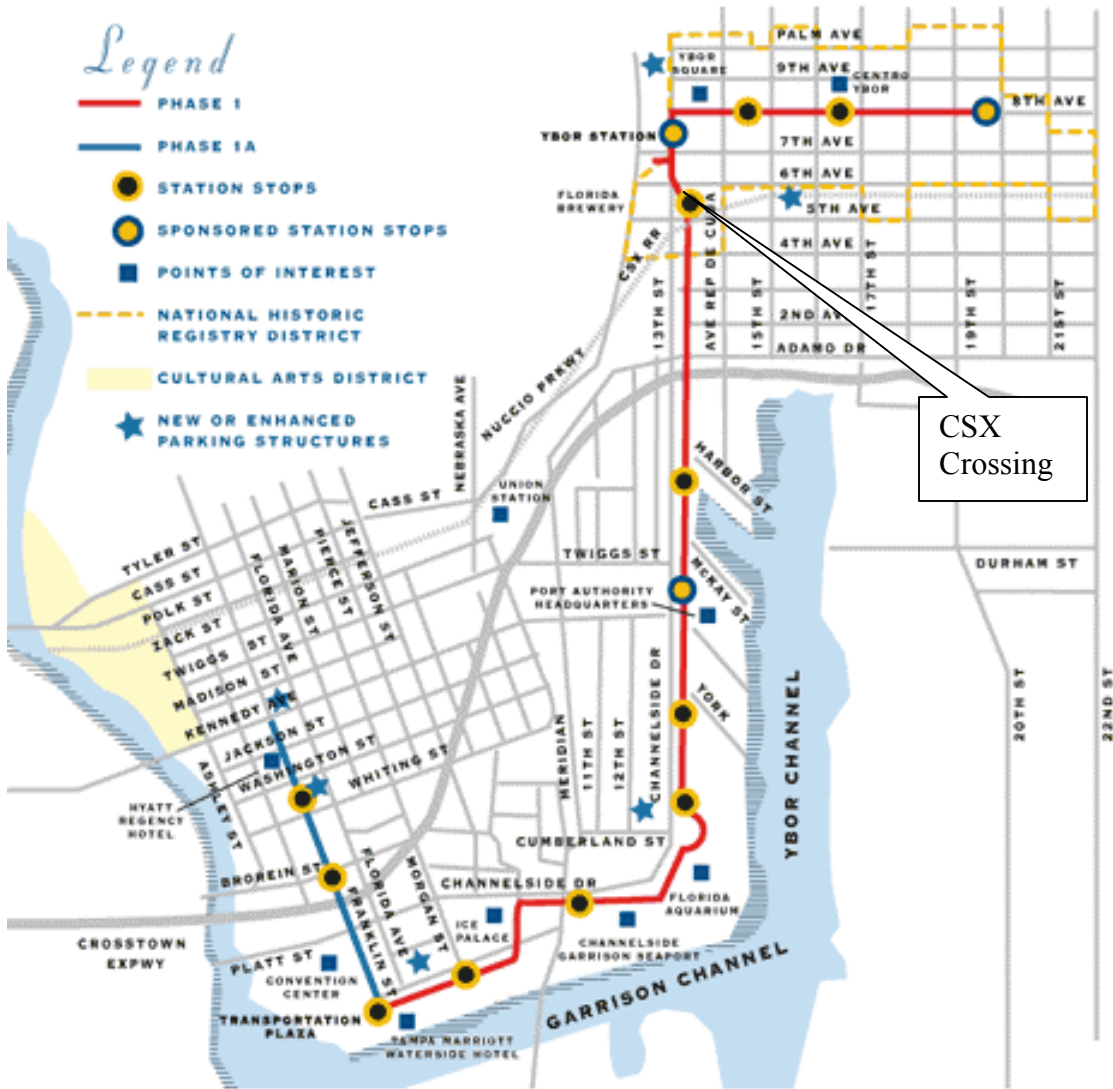 Legend
PHASE 1
PHASE 1A
STATION STOPS
SPONSORED STATION STOPS
POINTS OF INTEREST
NATIONAL HISTORIC
REGISTRY DISTRICT
CULTURAL ARTS DISTRICT
NEW OR ENHANCED
PARKING STRUCTURES
PALM AVE
YBOR
SQUARE
9TH AVE
CENTRO
YBOR
8TH AVE
YBOR STATION
7TH AVE
6TH AVE
FLORIDA
BREWERY
5TH AVE
4TH AVE
CSX RR
13TH ST
AVE REP DE CUBA
15TH ST
17TH ST
19TH ST
21ST ST
2ND AV
ADAMO DR
CSX
Crossing
NUCCIO PRKWY
NEBRASKA AVE
HARBOR ST
UNION
STATION
CASS ST
TYLER ST
CASS ST
POLK ST
ZACK ST
TWIGGS ST
MADISON ST
KENNEDY AVE
JACKSON ST
WASHINGTON ST
WHITING ST
FLORIDA AVE
MARION ST
PIERCE ST
JEFFERSON ST
TWIGGS ST
MCKAY ST
DURHAM ST
PORT AUTHORITY
HEADQUARTERS
YORK
MERIDIAN
11TH ST
12TH ST
CHANNELSIDE DR
YBOR CHANNEL
20TH ST
22ND ST
HYATT
REGENCY
HOTEL
ASHLEY ST
CUMBERLAND ST
BROREIN ST
CHANNELSIDE DR
FLORIDA AVE
MORGAN ST
FRANKLIN ST
ICE
PALACE
FLORIDA
AQUARIUM
CHANNELSIDE
GARRISON SEAPORT
CROSSTOWN
EXPWY
PLATT ST
CONVENTION
CENTER
GARRISON CHANNEL
TRANSPORTATION
PLAZA
TAMPA MARRIOTT
WATERSIDE HOTEL